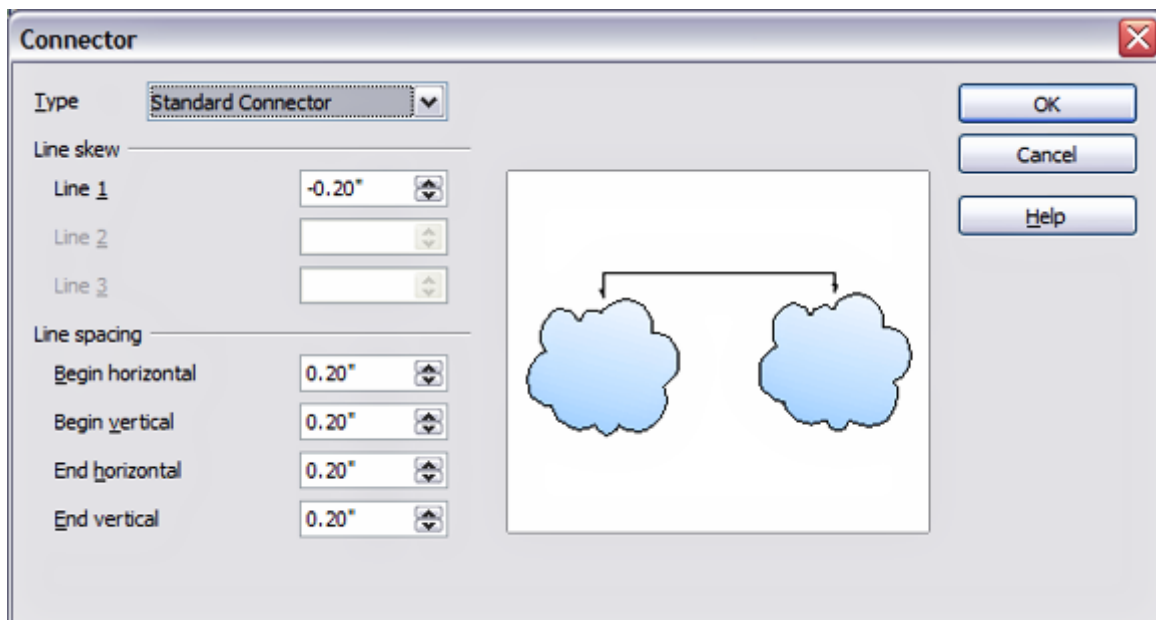 Connector
Type Standard Connector
Line skew
Line 1 -0.20"
Line 2
Line 3
Line spacing
Begin horizontal 0.20"
Begin vertical 0.20"
End horizontal 0.20"
End vertical 0.20"
OK
Cancel
Help